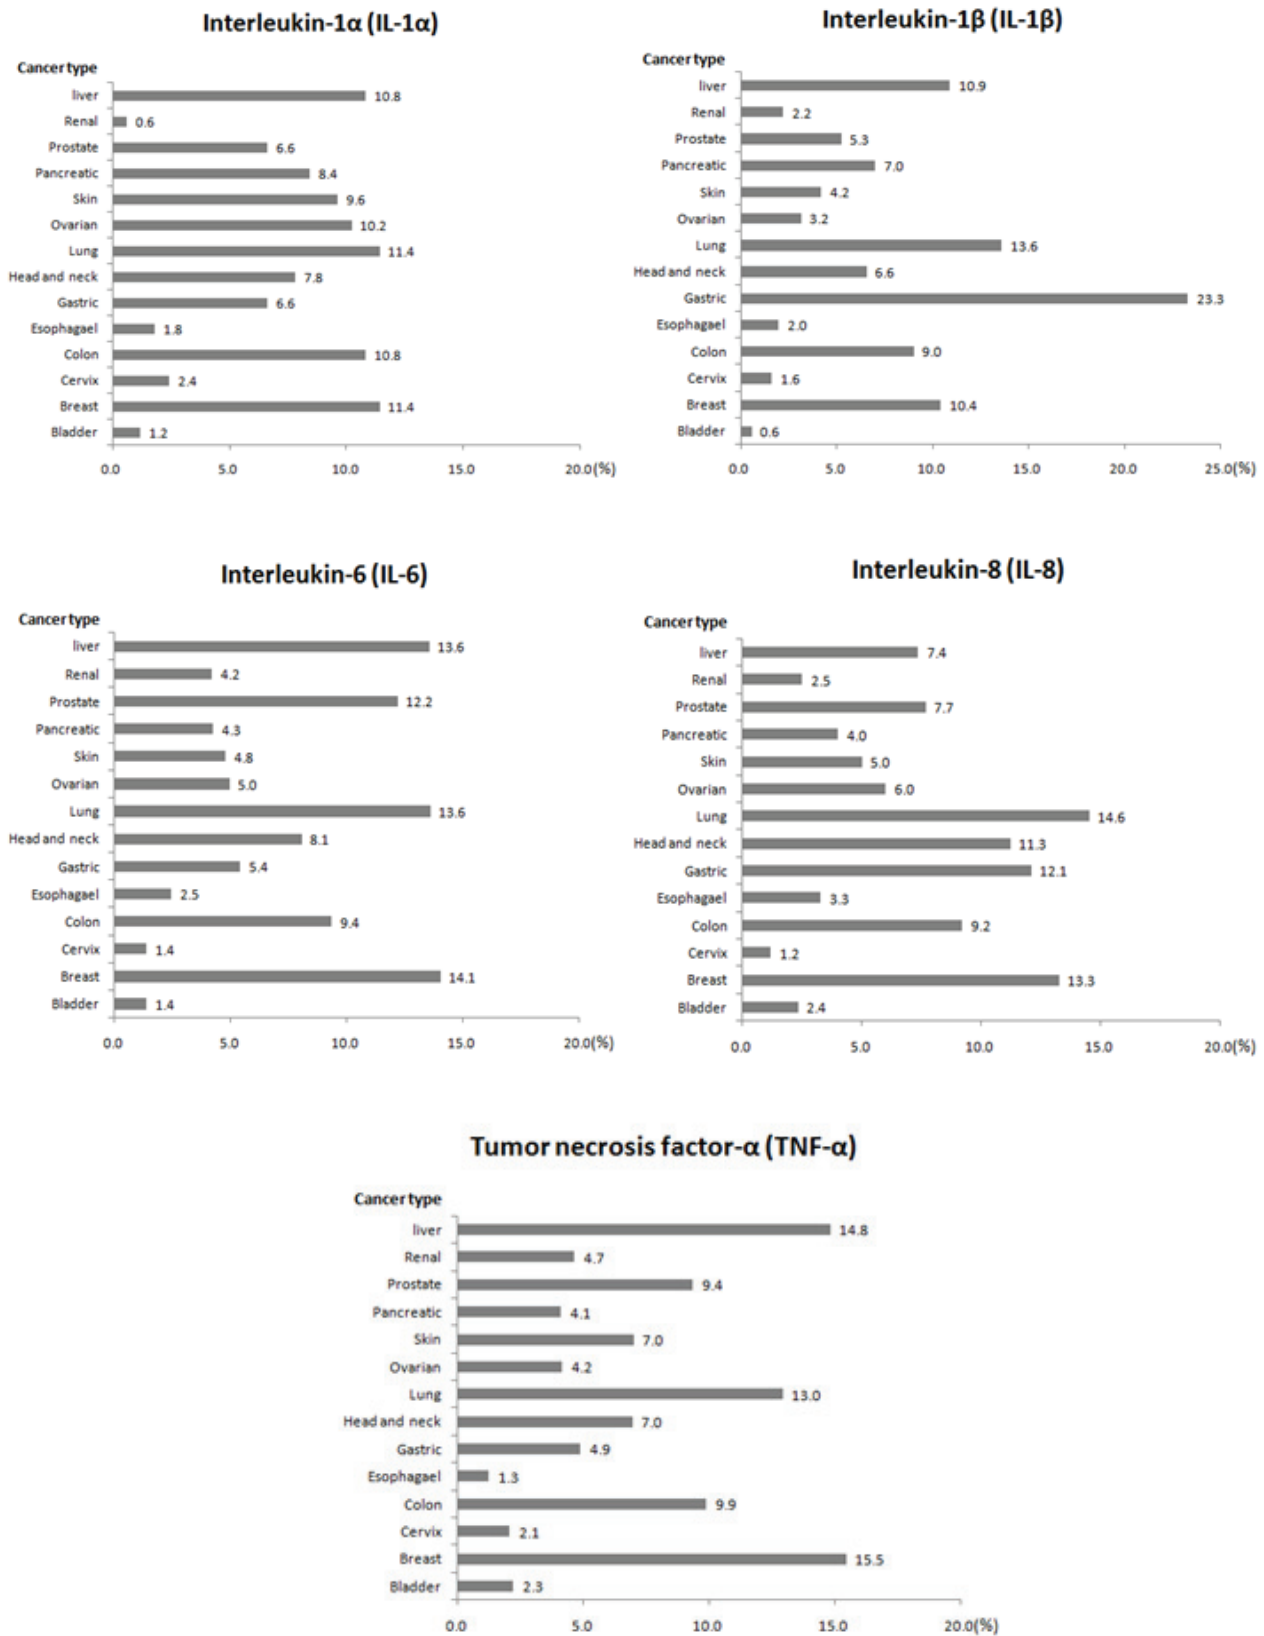 Interleukin-1α (IL-1α)
Cancer type
liver 10.8
Renal 0.6
Prostate 6.6
Pancreatic 8.4
Skin 9.6
Ovarian 10.2
Lung 11.4
Head and neck 7.8
Gastric 6.6
Esophagael 1.8
Colon 10.8
Cervix 2.4
Breast 11.4
Bladder 1.2
0.0 5.0 10.0 15.0 20.0(%)
Interleukin-1β (IL-1β)
Cancer type
liver 10.9
Renal 2.2
Prostate 5.3
Pancreatic 7.0
Skin 4.2
Ovarian 3.2
Lung 13.6
Head and neck 6.6
Gastric 23.3
Esophagael 2.0
Colon 9.0
Cervix 1.6
Breast 10.4
Bladder 0.6
0.0 5.0 10.0 15.0 20.0 25.0(%)
Interleukin-6 (IL-6)
Cancer type
liver 13.6
Renal 4.2
Prostate 12.2
Pancreatic 4.3
Skin 4.8
Ovarian 5.0
Lung 13.6
Head and neck 8.1
Gastric 5.4
Esophagael 2.5
Colon 9.4
Cervix 1.4
Breast 14.1
Bladder 1.4
0.0 5.0 10.0 15.0 20.0(%)
Interleukin-8 (IL-8)
Cancer type
liver 7.4
Renal 2.5
Prostate 7.7
Pancreatic 4.0
Skin 5.0
Ovarian 6.0
Lung 14.6
Head and neck 11.3
Gastric 12.1
Esophagael 3.3
Colon 9.2
Cervix 1.2
Breast 13.3
Bladder 2.4
0.0 5.0 10.0 15.0 20.0(%)
Tumor necrosis factor-α (TNF-α)
Cancer type
liver 14.8
Renal 4.7
Prostate 9.4
Pancreatic 4.1
Skin 7.0
Ovarian 4.2
Lung 13.0
Head and neck 7.0
Gastric 4.9
Esophagael 1.3
Colon 9.9
Cervix 2.1
Breast 15.5
Bladder 2.3
0.0 5.0 10.0 15.0 20.0(%)